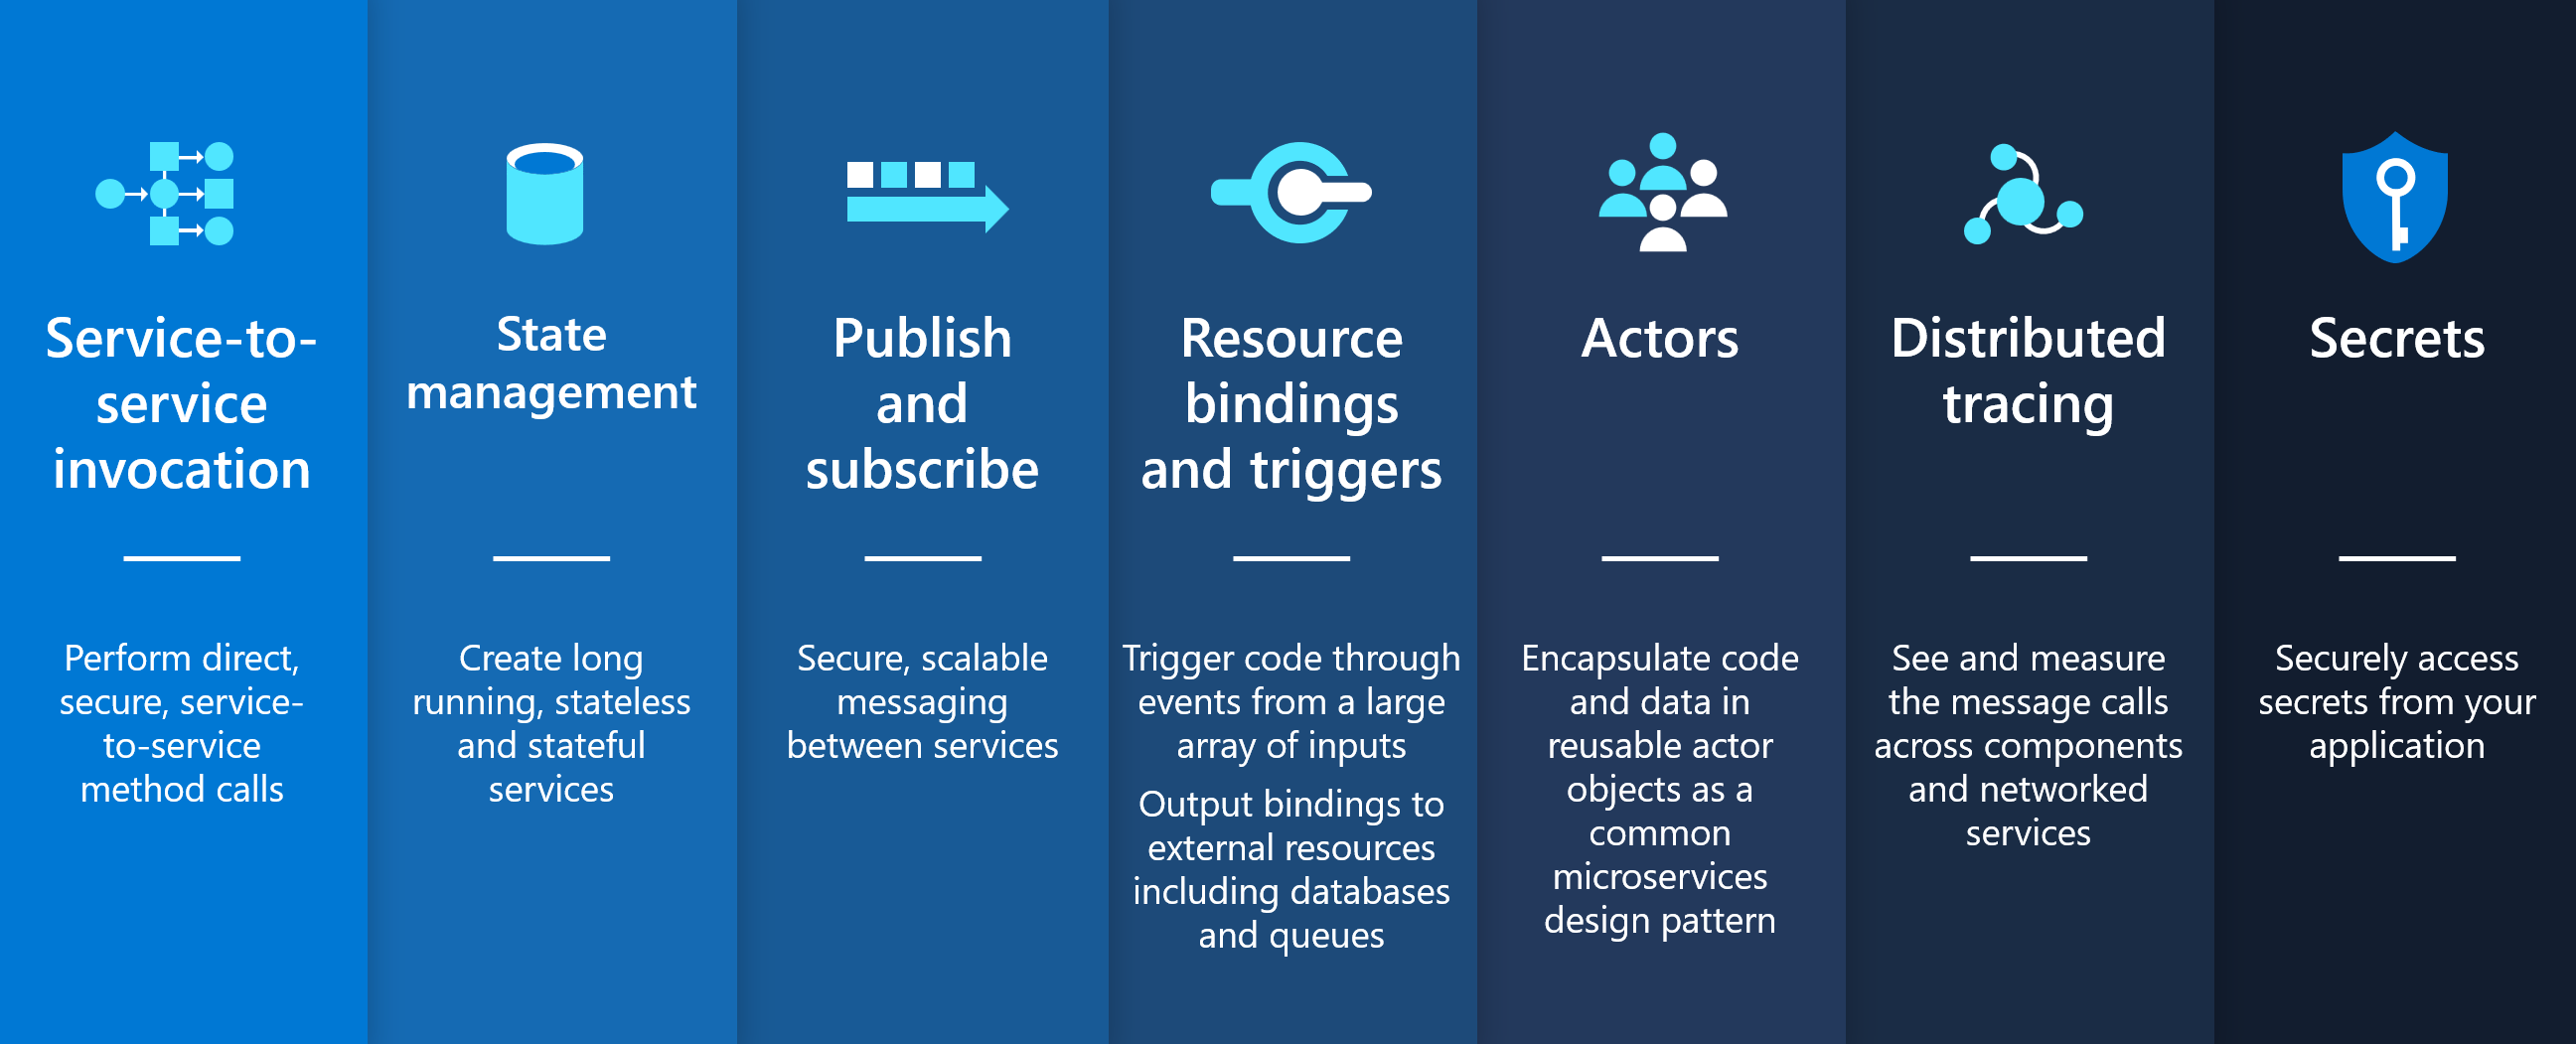 Service-to-
service
invocation
Perform direct,
secure, service-
to-service
method calls
State
management
Create long
running, stateless
and stateful
services
Publish
and
subscribe
Secure, scalable
messaging
between services
Resource
bindings
and triggers
Trigger code through
events from a large
array of inputs
Output bindings to
external resources
including databases
and queues
Actors
Encapsulate code
and data in
reusable actor
objects as a
common
microservices
design pattern
Distributed
tracing
See and measure
the message calls
across components
and networked
services
Secrets
Securely access
secrets from your
application